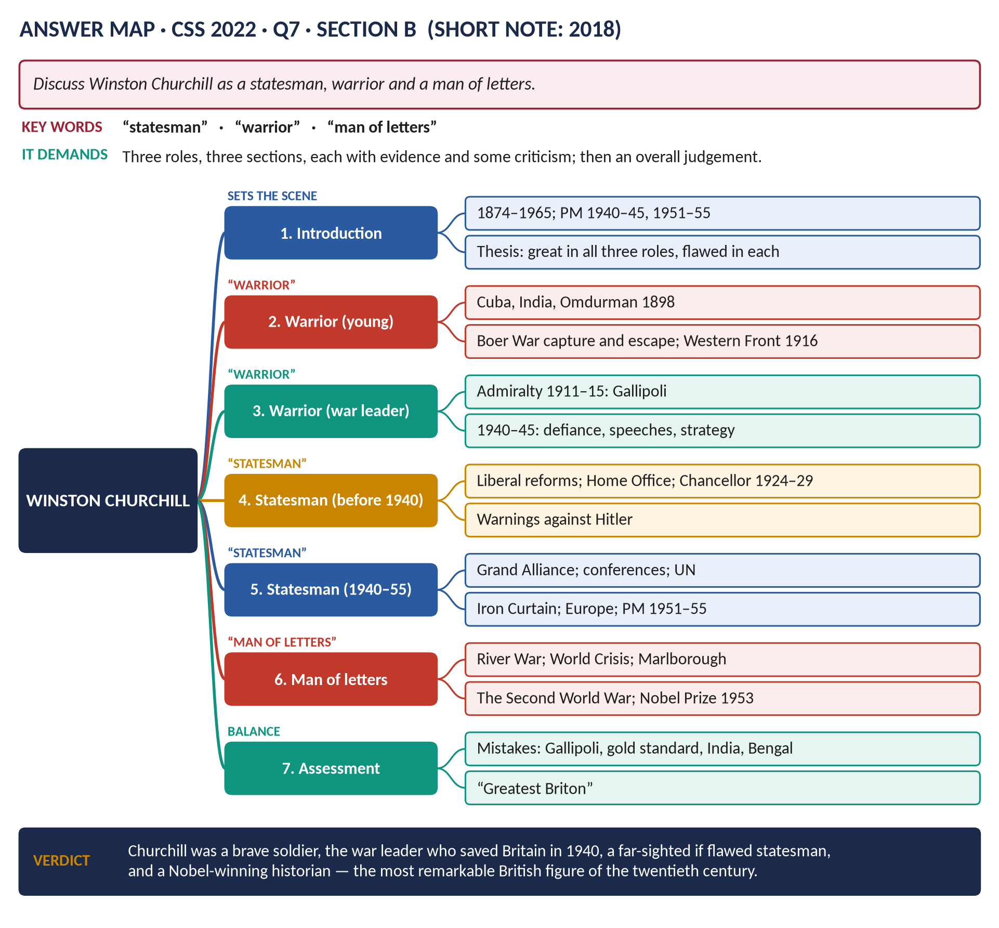 ANSWER MAP · CSS 2022 · Q7 · SECTION B (SHORT NOTE: 2018)
Discuss Winston Churchill as a statesman, warrior and a man of letters.
KEY WORDS “statesman” · “warrior” · “man of letters”
IT DEMANDS Three roles, three sections, each with evidence and some criticism; then an overall judgement.
WINSTON CHURCHILL
SETS THE SCENE
1. Introduction
1874–1965; PM 1940–45, 1951–55
Thesis: great in all three roles, flawed in each
“WARRIOR”
2. Warrior (young)
Cuba, India, Omdurman 1898
Boer War capture and escape; Western Front 1916
“WARRIOR”
3. Warrior (war leader)
Admiralty 1911–15: Gallipoli
1940–45: defiance, speeches, strategy
“STATESMAN”
4. Statesman (before 1940)
Liberal reforms; Home Office; Chancellor 1924–29
Warnings against Hitler
“STATESMAN”
5. Statesman (1940–55)
Grand Alliance; conferences; UN
Iron Curtain; Europe; PM 1951–55
“MAN OF LETTERS”
6. Man of letters
River War; World Crisis; Marlborough
The Second World War; Nobel Prize 1953
BALANCE
7. Assessment
Mistakes: Gallipoli, gold standard, India, Bengal
“Greatest Briton”
VERDICT
Churchill was a brave soldier, the war leader who saved Britain in 1940, a far-sighted if flawed statesman,
and a Nobel-winning historian — the most remarkable British figure of the twentieth century.